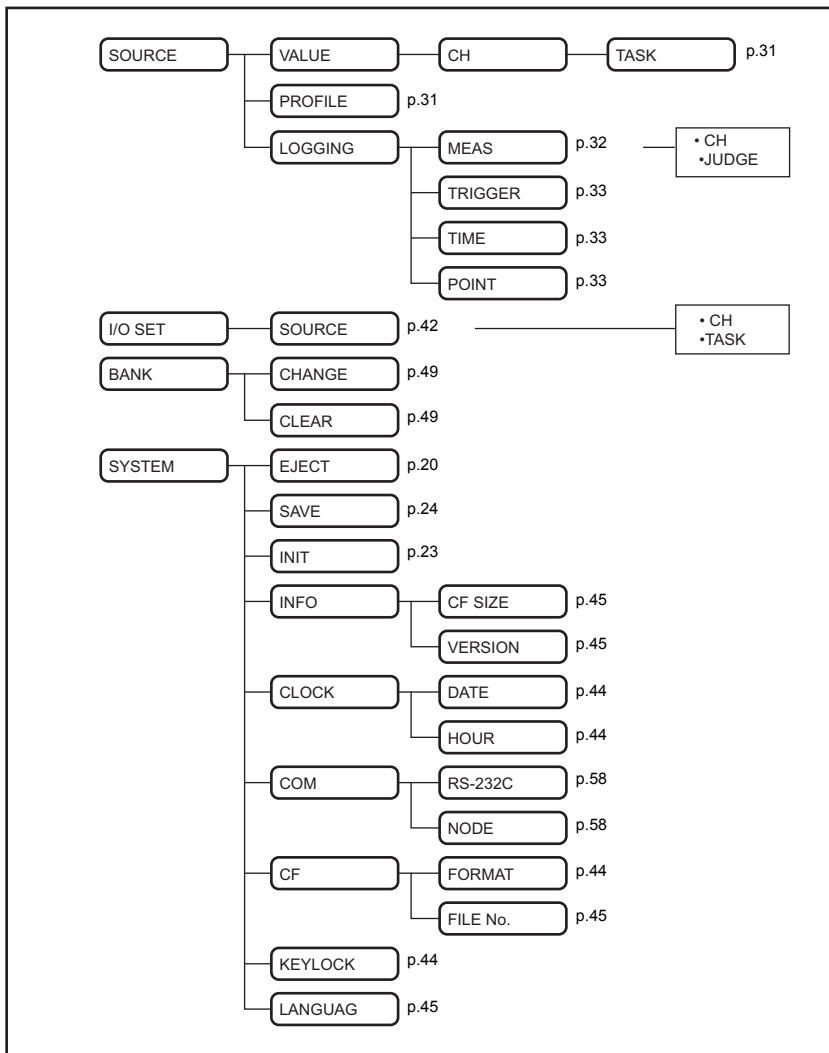 SOURCE VALUE CH TASK p.31
PROFILE p.31
LOGGING MEAS p.32 • CH
•JUDGE
TRIGGER p.33
TIME p.33
POINT p.33
I/O SET SOURCE p.42 • CH
•TASK
BANK CHANGE p.49
CLEAR p.49
SYSTEM EJECT p.20
SAVE p.24
INIT p.23
INFO CF SIZE p.45
VERSION p.45
CLOCK DATE p.44
HOUR p.44
COM RS-232C p.58
NODE p.58
CF FORMAT p.44
FILE No. p.45
KEYLOCK p.44
LANGUAG p.45